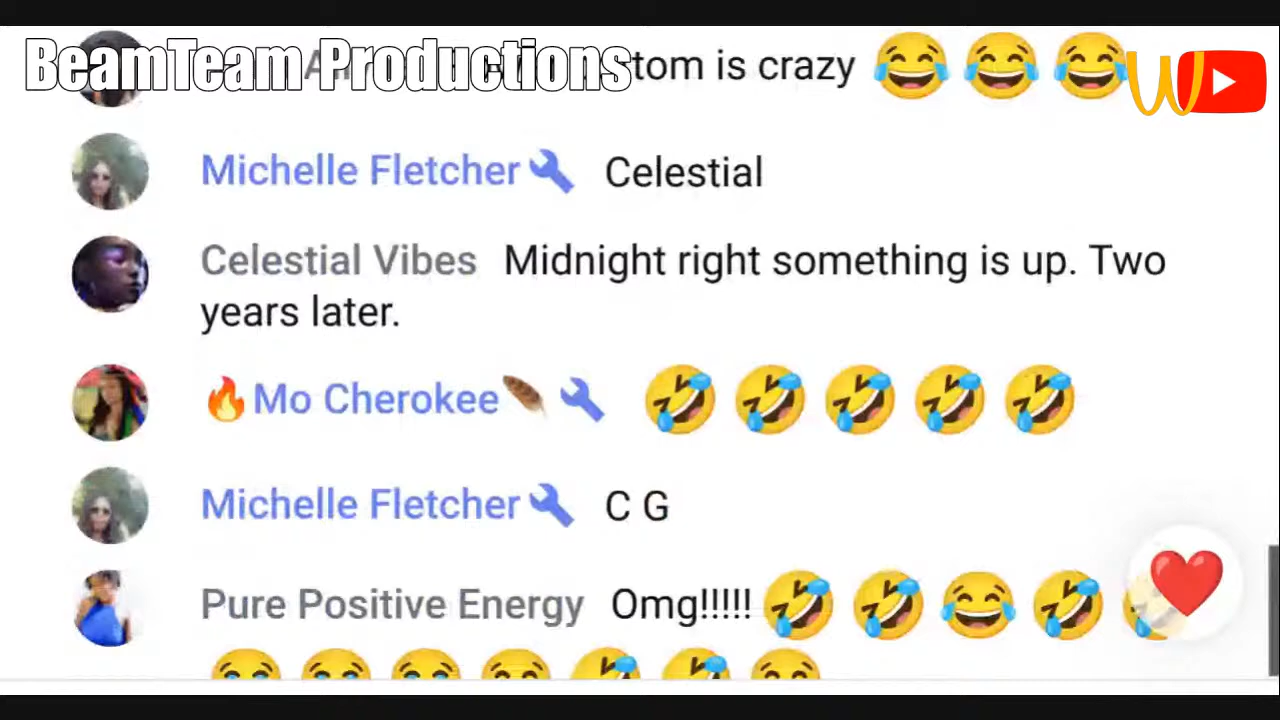 BeamTeam Productions
tom is crazy 😂😂😂
Michelle Fletcher🔧 Celestial
Celestial Vibes Midnight right something is up. Two
years later.
🔥Mo Cherokee🪶🔧 🤣🤣🤣🤣🤣
Michelle Fletcher🔧 C G
Pure Positive Energy Omg!!!!! 🤣🤣😂🤣🤣